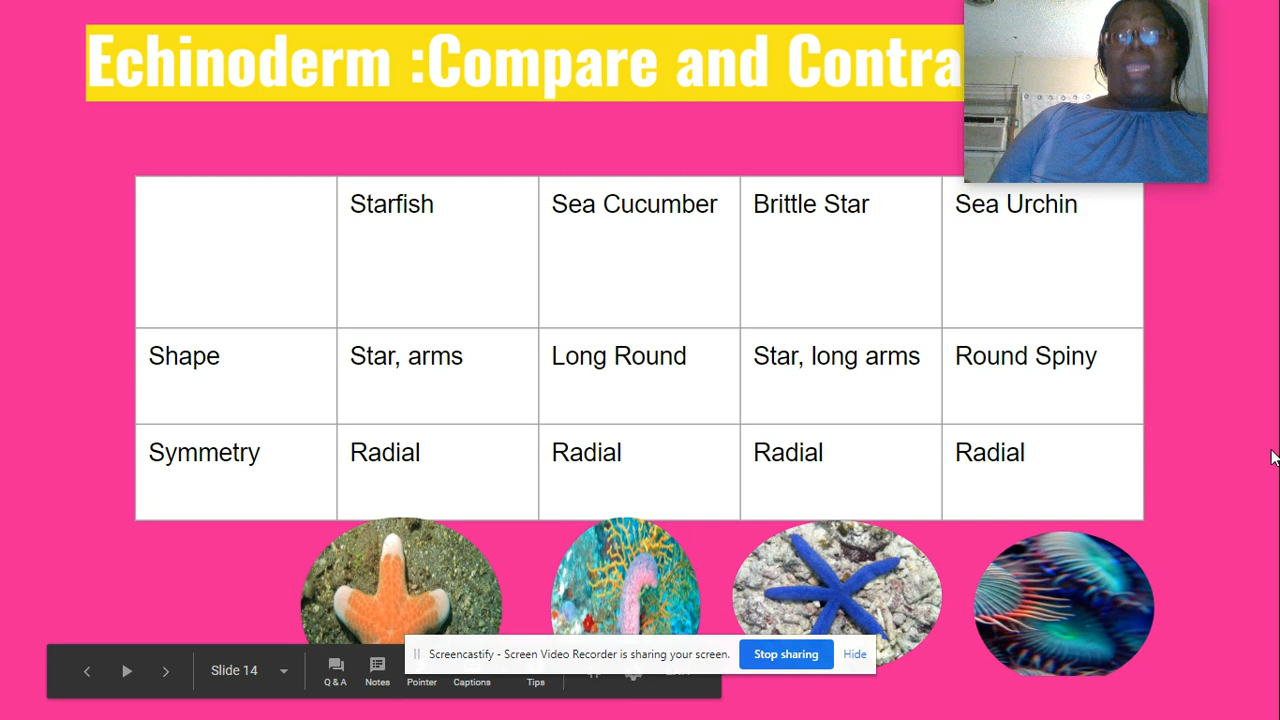 Echinoderm :Compare and Contra
Starfish Sea Cucumber Brittle Star Sea Urchin
Shape Star, arms Long Round Star, long arms Round Spiny
Symmetry Radial Radial Radial Radial
Screencastify - Screen Video Recorder is sharing your screen. Stop sharing Hide
Slide 14
Q & A Notes Pointer Captions Tips